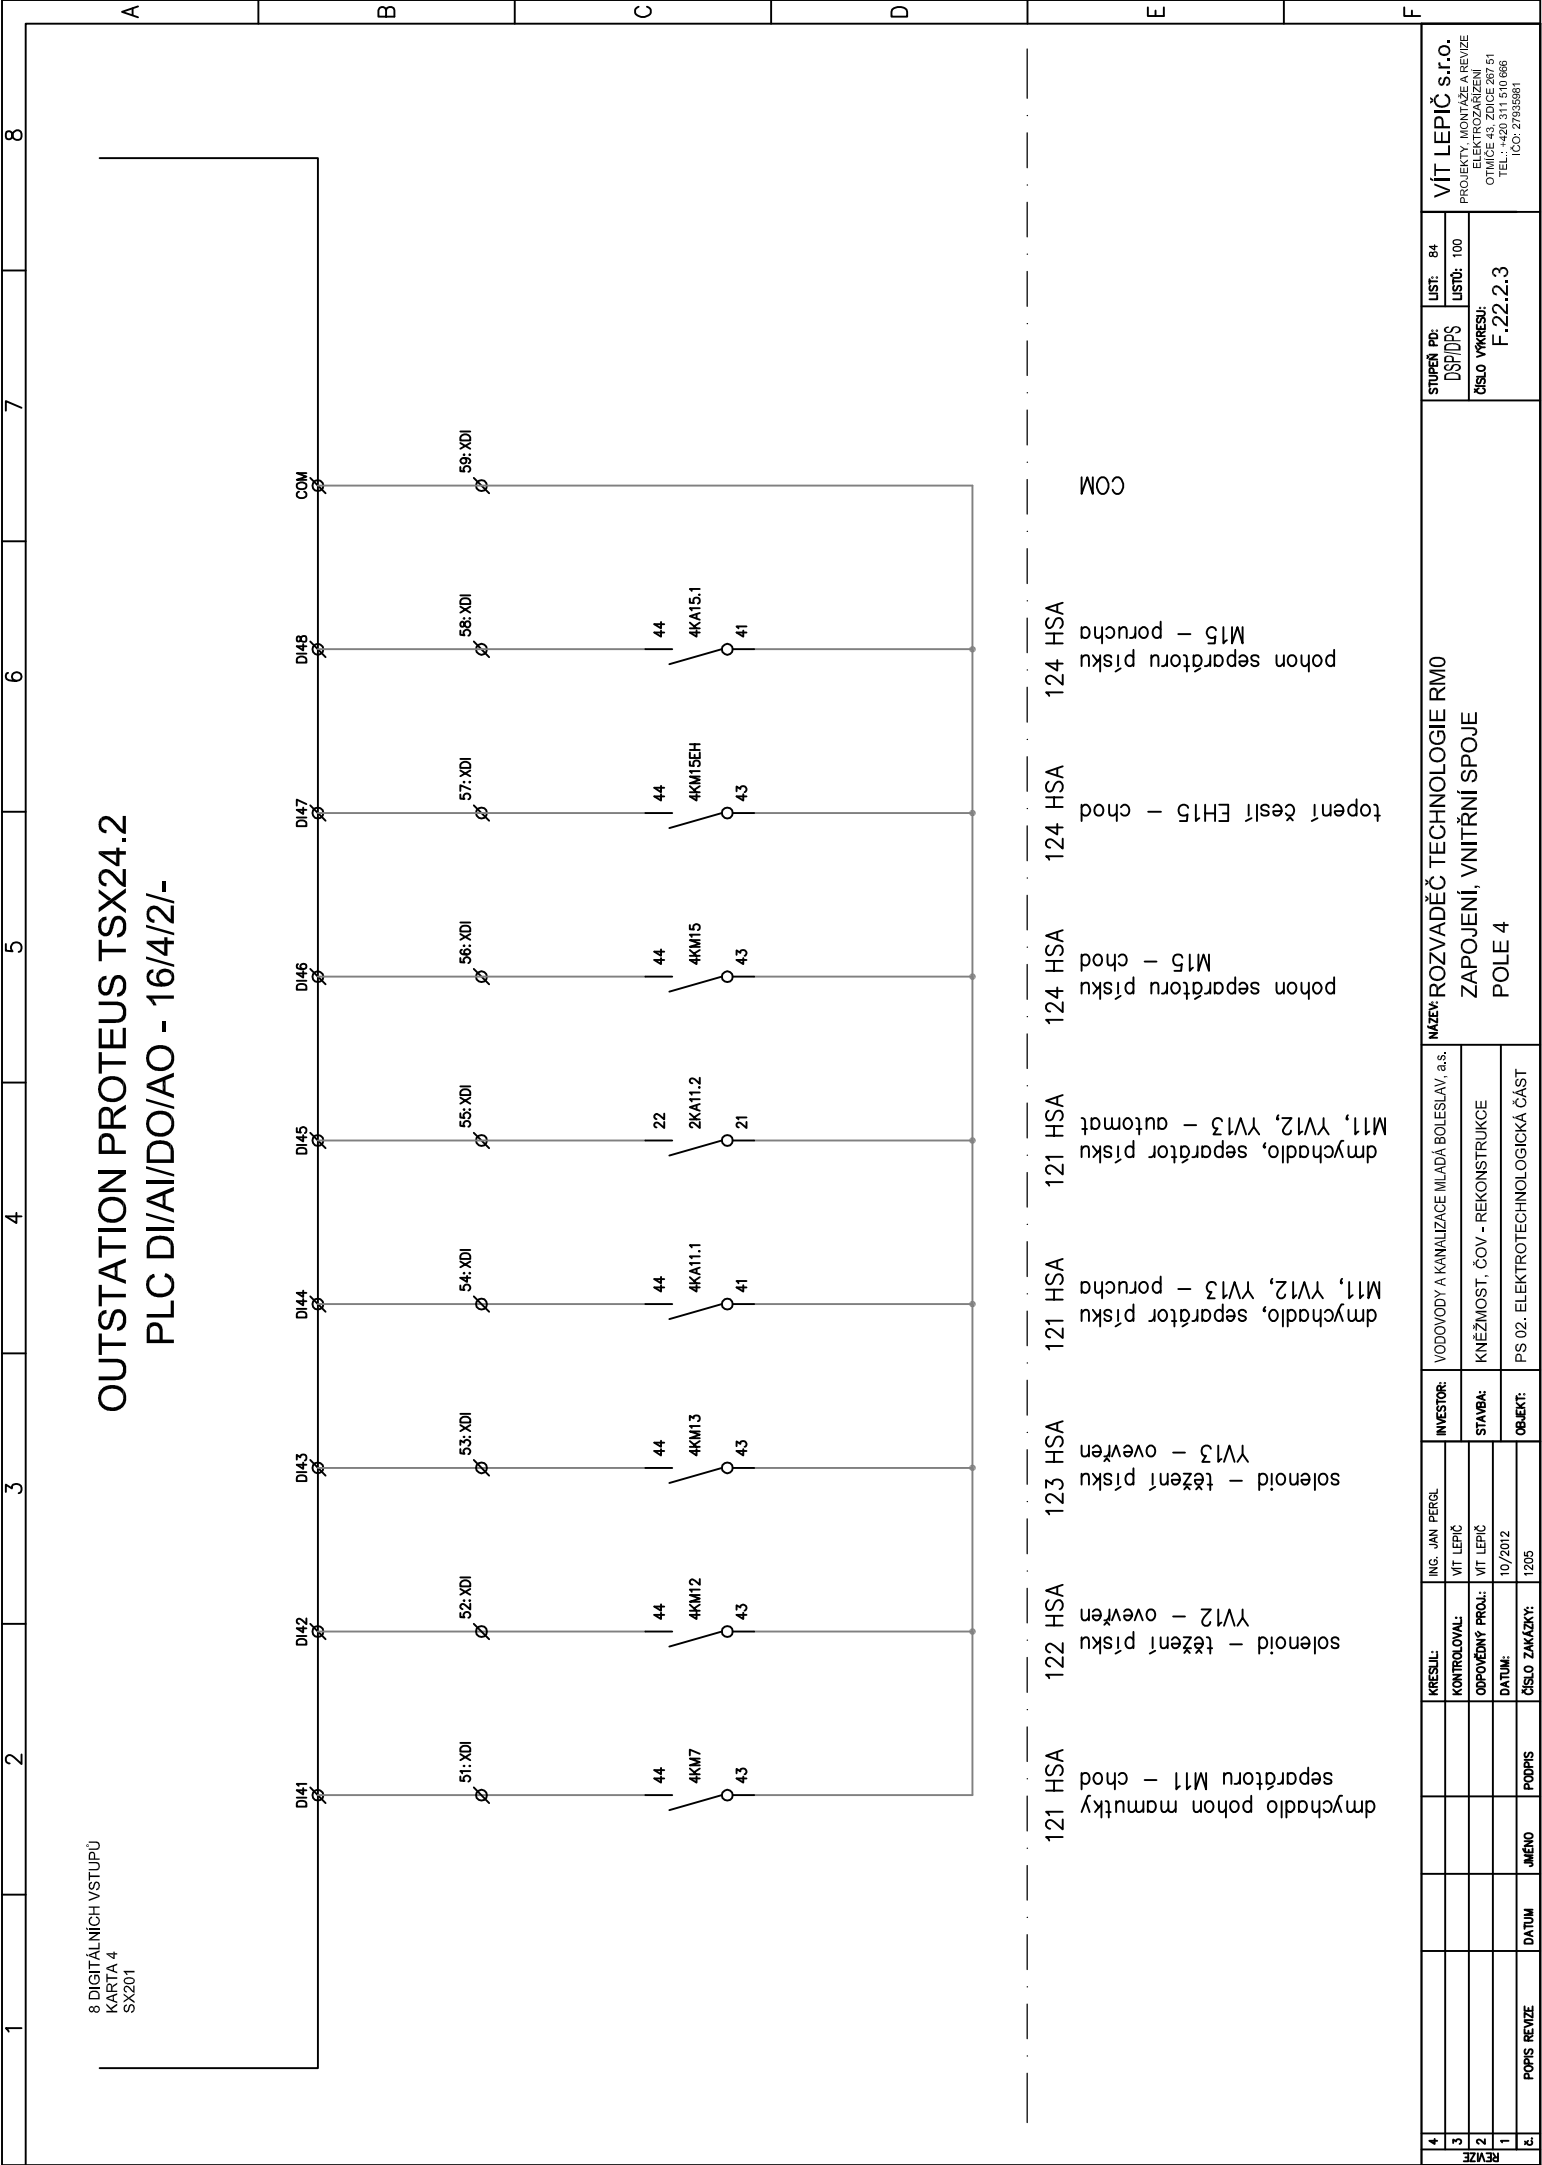 1 2 3 4 5 6 7 8
A
B
C
D
E
F
8 DIGITÁLNÍCH VSTUPŮ
KARTA 4
SX201
OUTSTATION PROTEUS TSX24.2
PLC DI/AI/DO/AO - 16/4/2/-
DI41 DI42 DI43 DI44 DI45 DI46 DI47 DI48 COM
51:XDI 52:XDI 53:XDI 54:XDI 55:XDI 56:XDI 57:XDI 58:XDI 59:XDI
44 44 44 44 22 44 44 44
4KM7 4KM12 4KM13 4KA11.1 2KA11.2 4KM15 4KM15EH 4KA15.1
43 43 43 41 21 43 43 41
121 HSA
dmychadlo pohon mamutky
separátoru M11 – chod
122 HSA
solenoid – těžení písku
YV12 – ovevřen
123 HSA
solenoid – těžení písku
YV13 – ovevřen
121 HSA
dmychadlo, separátor písku
M11, YV12, YV13 – porucha
121 HSA
dmychadlo, separátor písku
M11, YV12, YV13 – automat
124 HSA
pohon separátoru písku
M15 – chod
124 HSA
topení česlí EH15 – chod
124 HSA
pohon separátoru písku
M15 – porucha
COM
REVIZE
4
3
2
1
č.
POPIS REVIZE
DATUM
JMÉNO
PODPIS
KRESLIL: ING. JAN PERGL
KONTROLOVAL: VÍT LEPIČ
ODPOVĚDNÝ PROJ.: VÍT LEPIČ
DATUM: 10/2012
ČÍSLO ZAKÁZKY: 1205
INVESTOR: VODOVODY A KANALIZACE MLADÁ BOLESLAV, a.s.
STAVBA: KNĚŽMOST, ČOV - REKONSTRUKCE
OBJEKT: PS 02. ELEKTROTECHNOLOGICKÁ ČÁST
NÁZEV: ROZVADĚČ TECHNOLOGIE RM0
ZAPOJENÍ, VNITŘNÍ SPOJE
POLE 4
STUPEŇ PD:
DSP/DPS
LIST: 84
LISTŮ: 100
ČÍSLO VÝKRESU:
F.22.2.3
VÍT LEPIČ s.r.o.
PROJEKTY, MONTÁŽE A REVIZE
ELEKTROZAŘÍZENÍ
OTMÍČE 43, ZDICE 267 51
TEL.: +420 311 510 666
IČO: 27935981